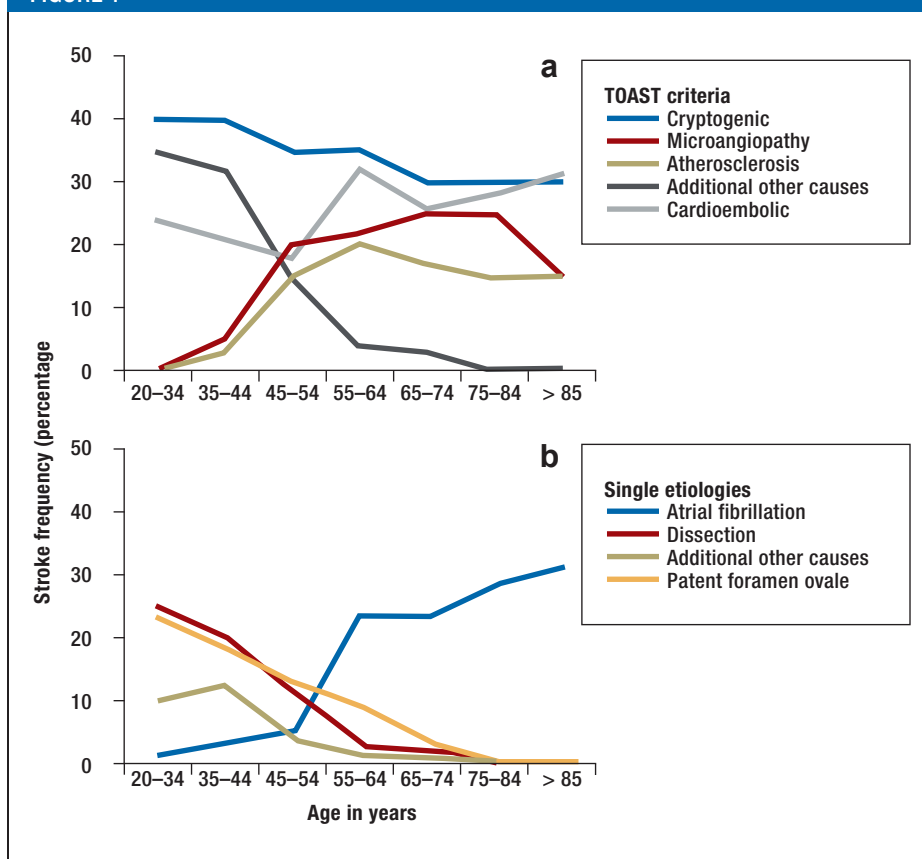 50
40
30
20
10
0
20–34 35–44 45–54 55–64 65–74 75–84 > 85
a
TOAST criteria
Cryptogenic
Microangiopathy
Atherosclerosis
Additional other causes
Cardioembolic
Stroke frequency (percentage
50
40
30
20
10
0
20–34 35–44 45–54 55–64 65–74 75–84 > 85
Age in years
b
Single etiologies
Atrial fibrillation
Dissection
Additional other causes
Patent foramen ovale